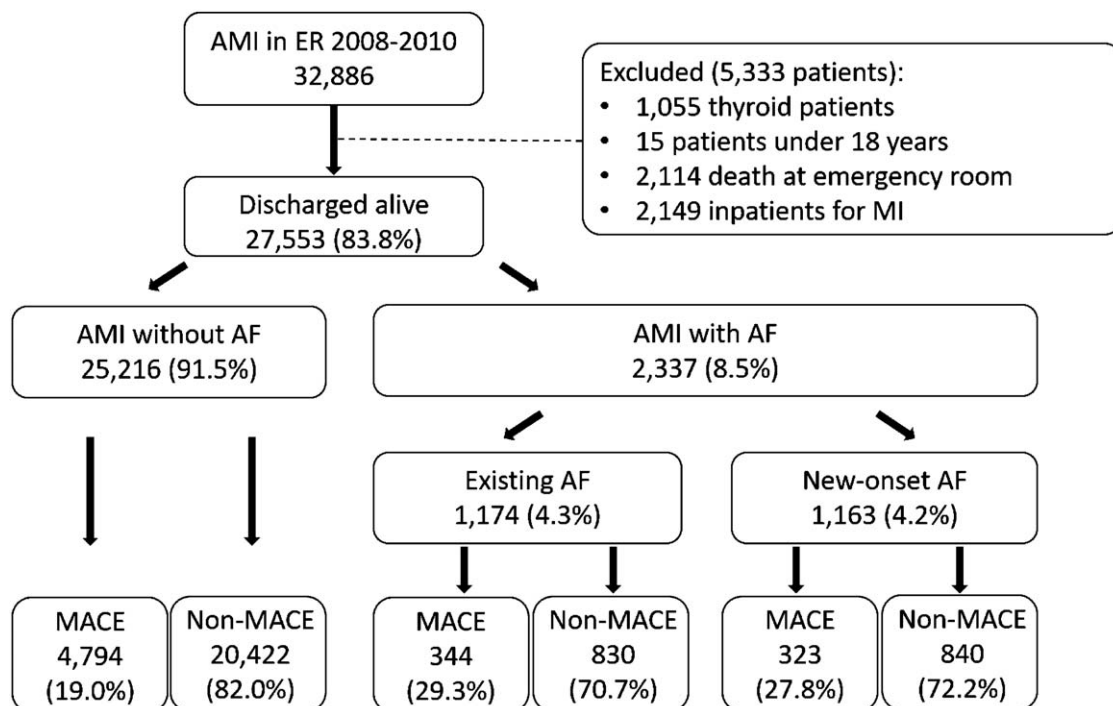 AMI in ER 2008-2010
32,886
Excluded (5,333 patients):
• 1,055 thyroid patients
• 15 patients under 18 years
• 2,114 death at emergency room
• 2,149 inpatients for MI
Discharged alive
27,553 (83.8%)
AMI without AF
25,216 (91.5%)
AMI with AF
2,337 (8.5%)
Existing AF
1,174 (4.3%)
New-onset AF
1,163 (4.2%)
MACE
4,794
(19.0%)
Non-MACE
20,422
(82.0%)
MACE
344
(29.3%)
Non-MACE
830
(70.7%)
MACE
323
(27.8%)
Non-MACE
840
(72.2%)